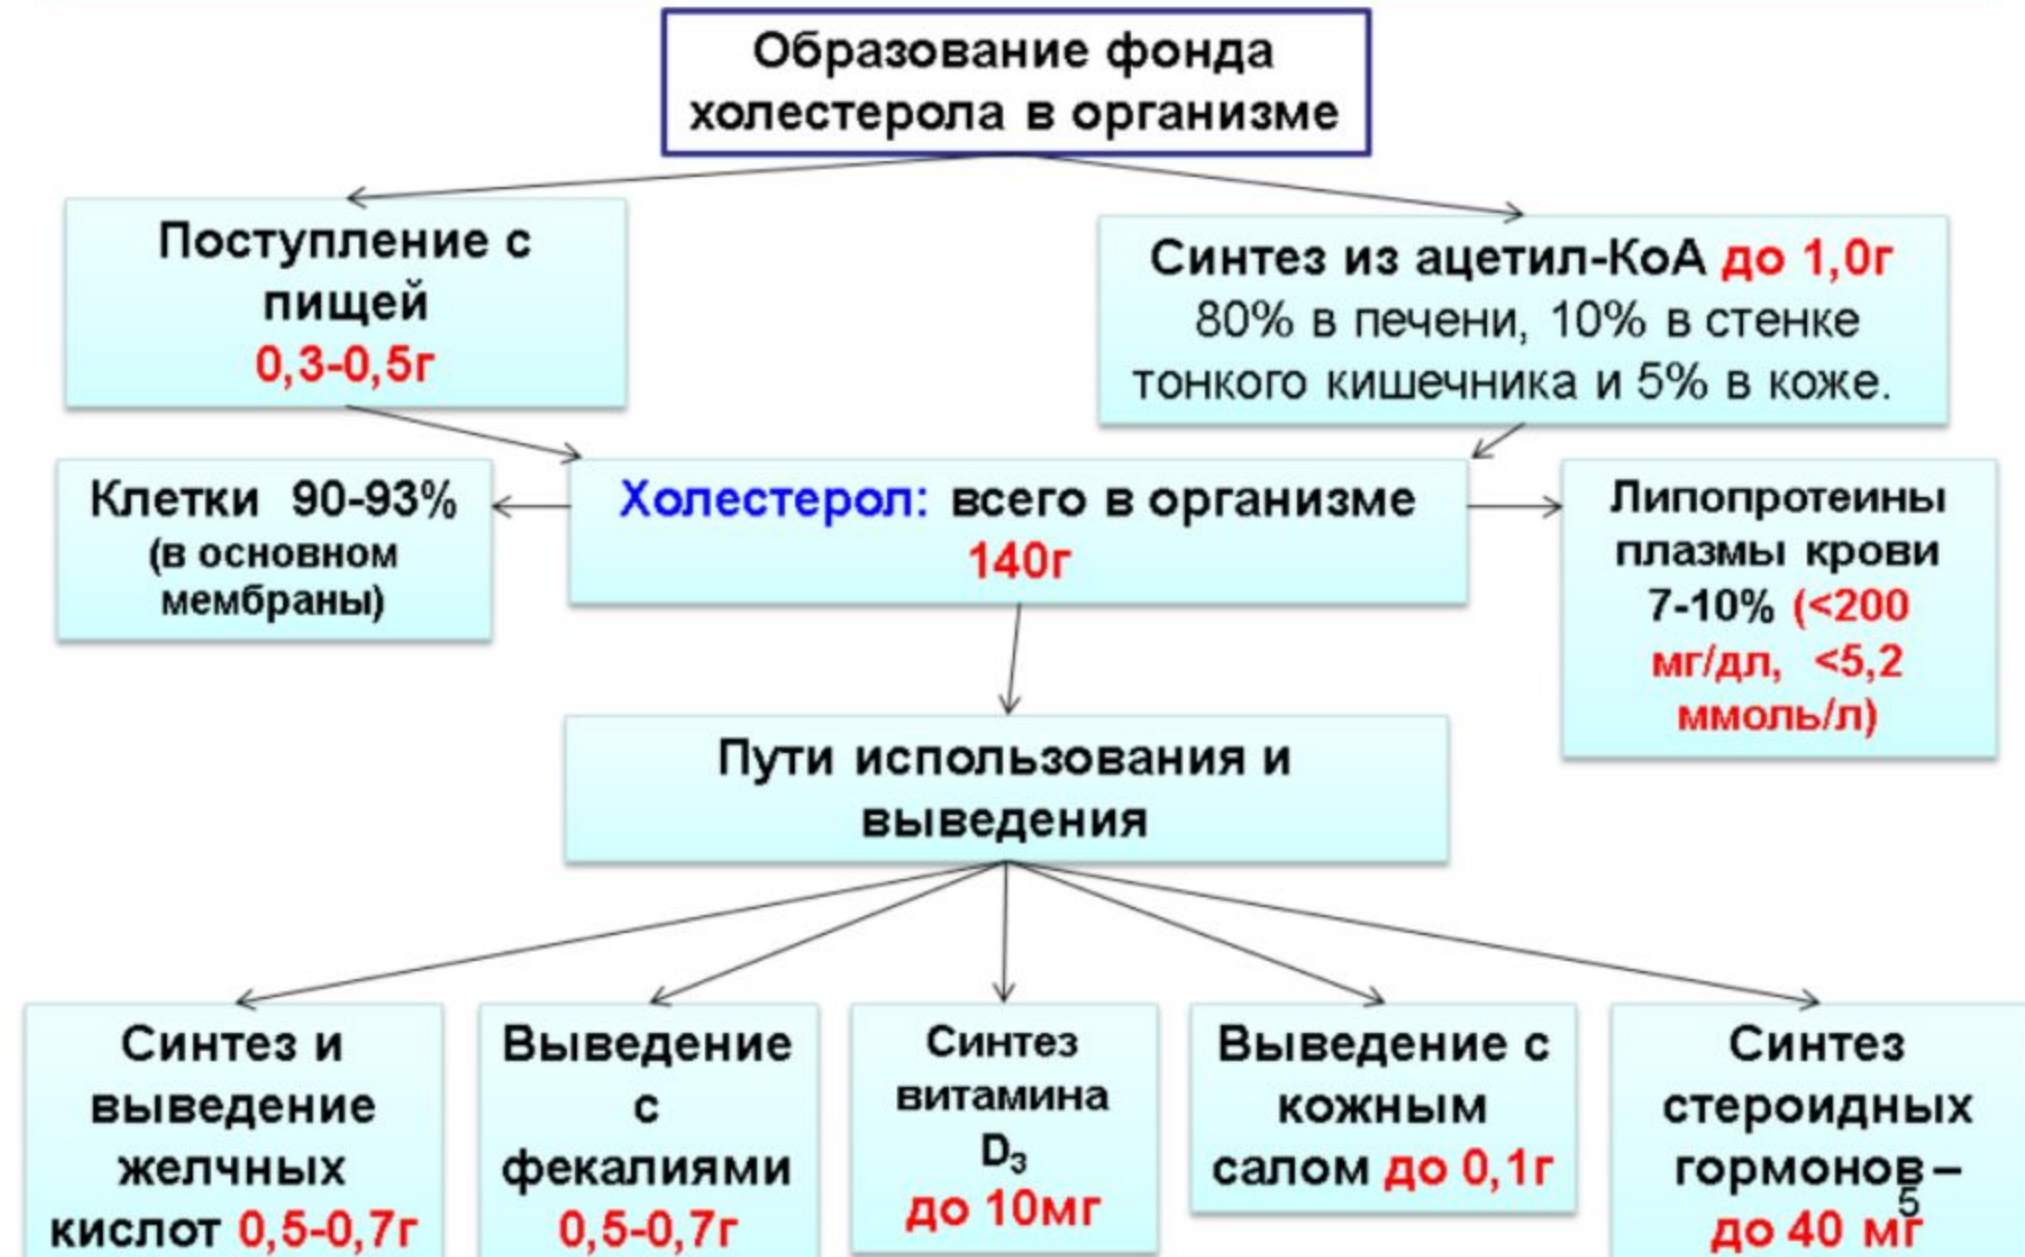 Образование фонда
холестерола в организме
Поступление с
пищей
0,3-0,5г
Синтез из ацетил-КоА до 1,0г
80% в печени, 10% в стенке
тонкого кишечника и 5% в коже.
Клетки 90-93%
(в основном
мембраны)
Холестерол: всего в организме
140г
Липопротеины
плазмы крови
7-10% (<200
мг/дл, <5,2
ммоль/л)
Пути использования и
выведения
Синтез и
выведение
желчных
кислот 0,5-0,7г
Выведение
с
фекалиями
0,5-0,7г
Синтез
витамина
D₃
до 10мг
Выведение с
кожным
салом до 0,1г
Синтез
стероидных
гормонов–
до 40 мг
5